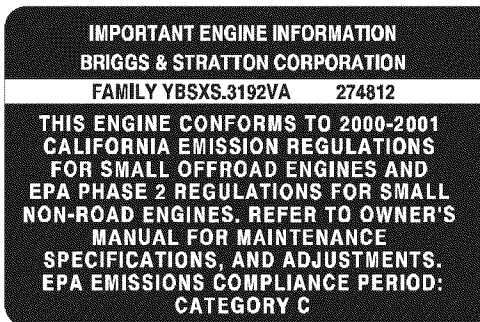 IMPORTANT ENGINE INFORMATION
BRIGGS & STRATTON CORPORATION
FAMILY YBSXS.3192VA 274812
THIS ENGINE CONFORMS TO 2000-2001
CALIFORNIA EMISSION REGULATIONS
FOR SMALL OFFROAD ENGINES AND
EPA PHASE 2 REGULATIONS FOR SMALL
NON-ROAD ENGINES. REFER TO OWNER'S
MANUAL FOR MAINTENANCE
SPECIFICATIONS, AND ADJUSTMENTS.
EPA EMISSIONS COMPLIANCE PERIOD:
CATEGORY C